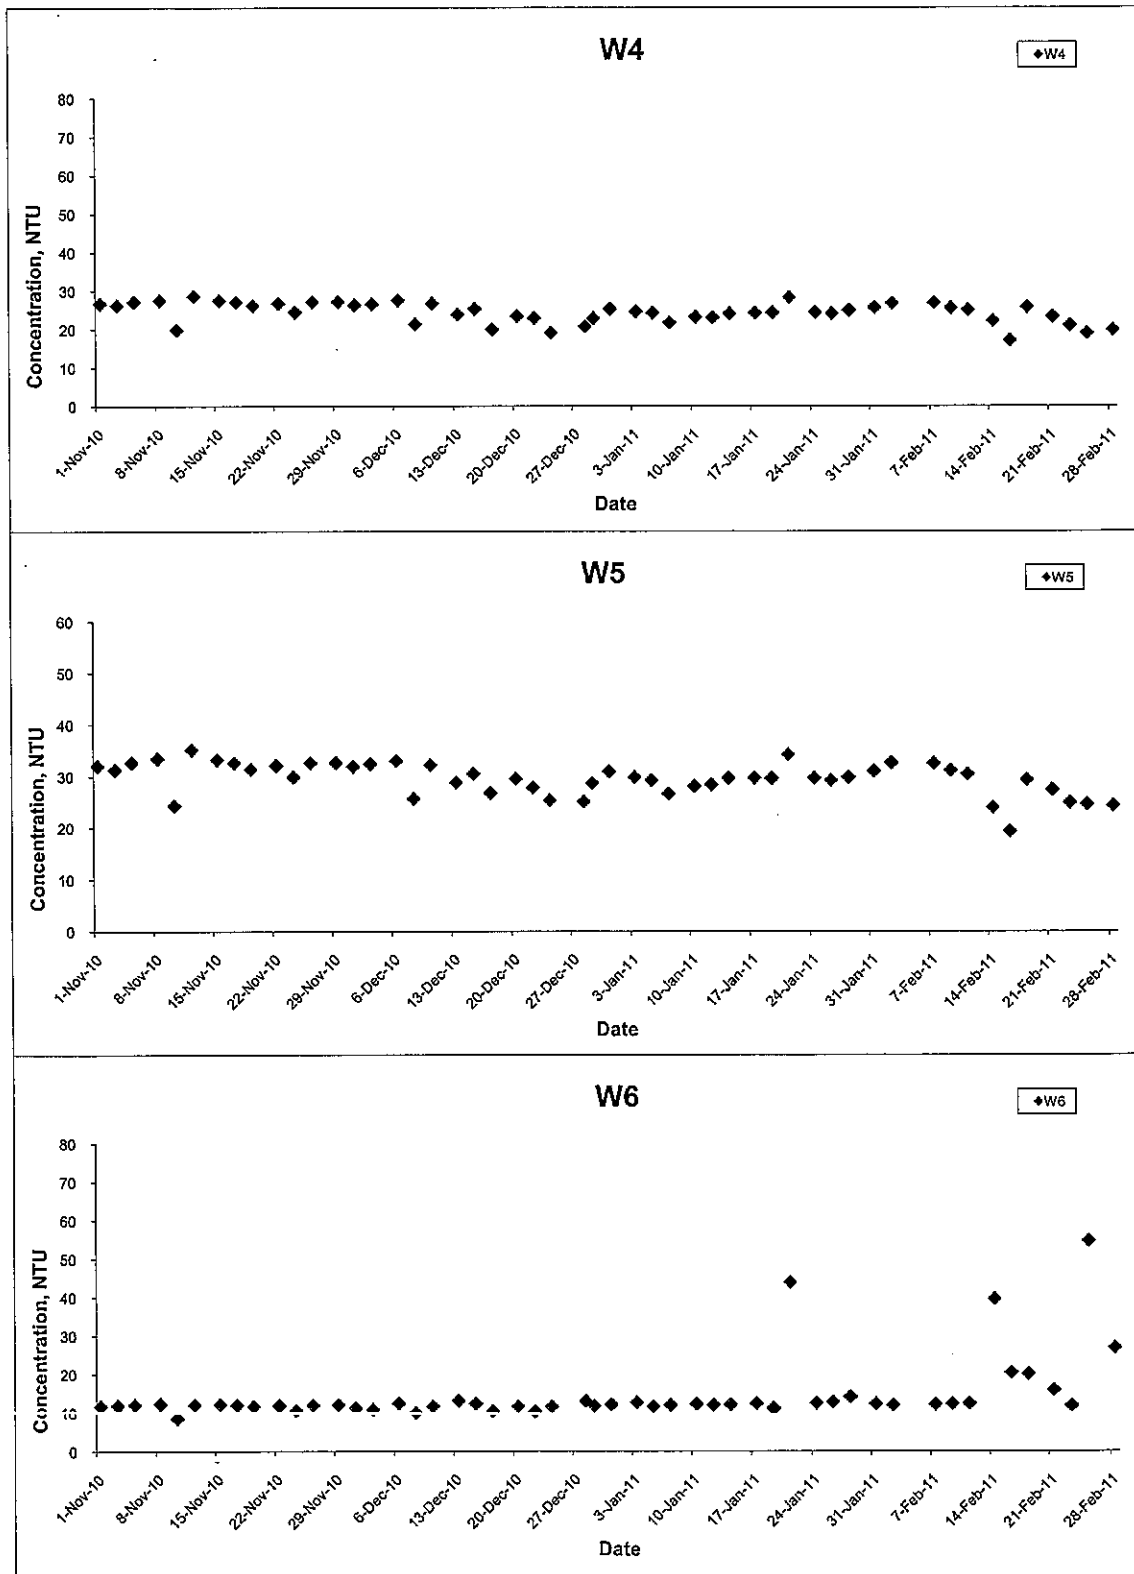 W4
◆W4
80
70
60
50
40
30
20
10
0
Concentration, NTU
1-Nov-10
8-Nov-10
15-Nov-10
22-Nov-10
29-Nov-10
6-Dec-10
13-Dec-10
20-Dec-10
27-Dec-10
3-Jan-11
10-Jan-11
17-Jan-11
24-Jan-11
31-Jan-11
7-Feb-11
14-Feb-11
21-Feb-11
28-Feb-11
Date
W5
◆W5
60
50
40
30
20
10
0
Concentration, NTU
1-Nov-10
8-Nov-10
15-Nov-10
22-Nov-10
29-Nov-10
6-Dec-10
13-Dec-10
20-Dec-10
27-Dec-10
3-Jan-11
10-Jan-11
17-Jan-11
24-Jan-11
31-Jan-11
7-Feb-11
14-Feb-11
21-Feb-11
28-Feb-11
Date
W6
◆W6
80
70
60
50
40
30
20
10
0
Concentration, NTU
1-Nov-10
8-Nov-10
15-Nov-10
22-Nov-10
29-Nov-10
6-Dec-10
13-Dec-10
20-Dec-10
27-Dec-10
3-Jan-11
10-Jan-11
17-Jan-11
24-Jan-11
31-Jan-11
7-Feb-11
14-Feb-11
21-Feb-11
28-Feb-11
Date